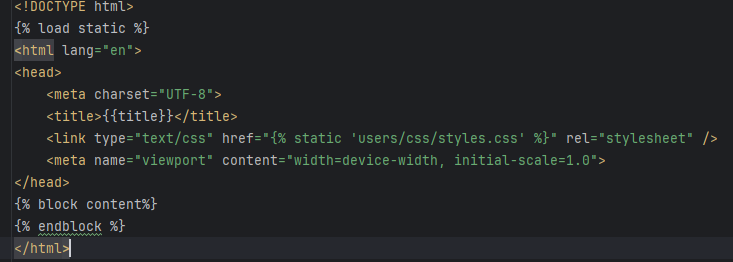 <!DOCTYPE html>
{% load static %}
<html lang="en">
<head>
    <meta charset="UTF-8">
    <title>{{title}}</title>
    <link type="text/css" href="{% static 'users/css/styles.css' %}" rel="stylesheet" />
    <meta name="viewport" content="width=device-width, initial-scale=1.0">
</head>
{% block content%}
{% endblock %}
</html>